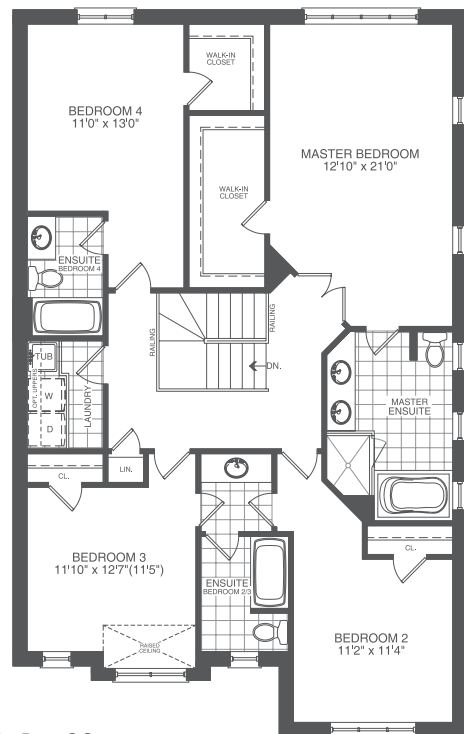 WALK-IN
CLOSET
BEDROOM 4
11'0" x 13'0"
MASTER BEDROOM
12'10" x 21'0"
WALK-IN
CLOSET
ENSUITE
BEDROOM 4
RAILING
RAILING
DN.
TUB
OPT. UPPERS
W
D
LAUNDRY
MASTER
ENSUITE
CL.
LIN.
BEDROOM 3
11'10" x 12'7"(11'5")
RAISED
CEILING
ENSUITE
BEDROOM 2/3
CL.
BEDROOM 2
11'2" x 11'4"